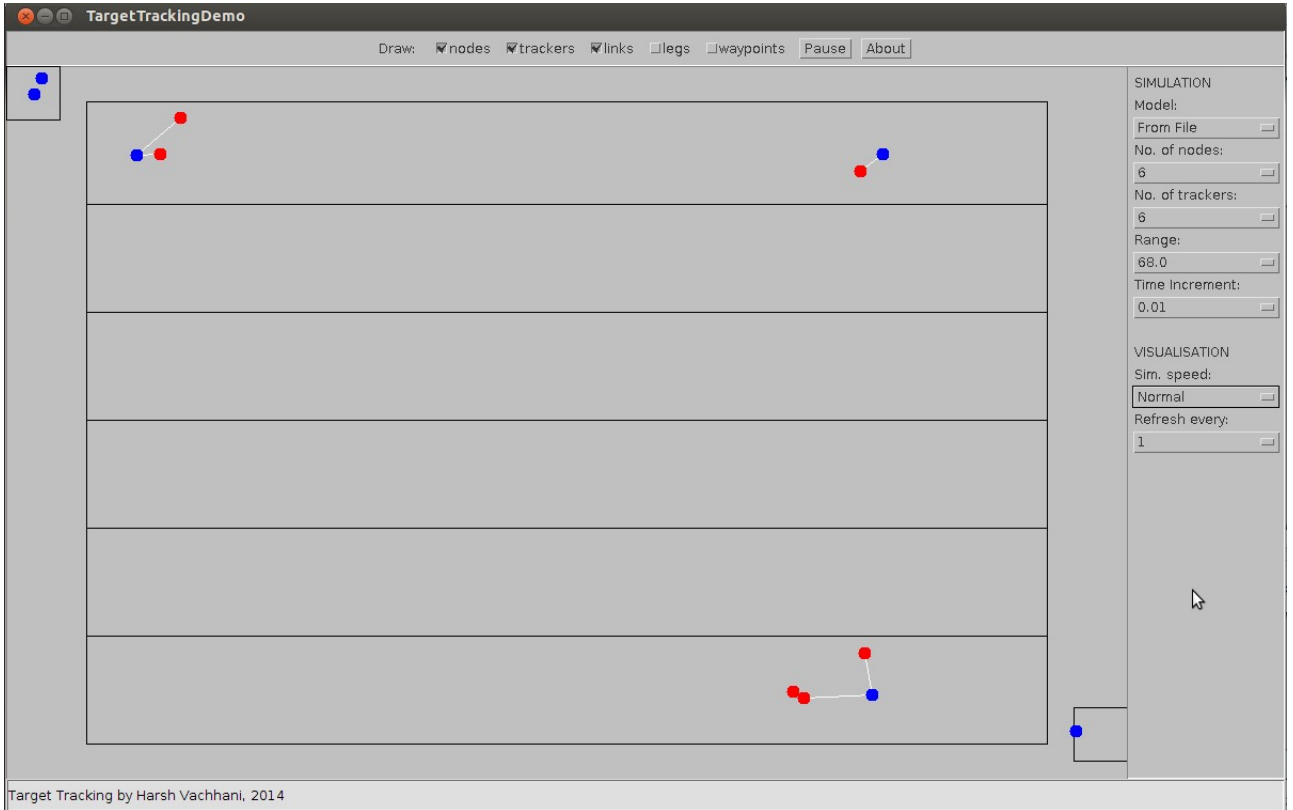 TargetTrackingDemo
Draw: nodes trackers links legs waypoints Pause About
SIMULATION
Model:
From File
No. of nodes:
6
No. of trackers:
6
Range:
68.0
Time Increment:
0.01
VISUALISATION
Sim. speed:
Normal
Refresh every:
1
Target Tracking by Harsh Vachhani, 2014